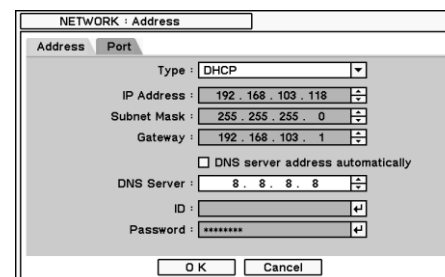 NETWORK : Address
Address Port
Type : DHCP
IP Address : 192 . 168 . 103 . 118
Subnet Mask : 255 . 255 . 255 . 0
Gateway : 192 . 168 . 103 . 1
DNS server address automatically
DNS Server : 8 . 8 . 8 . 8
ID :
Password : ********
OK Cancel